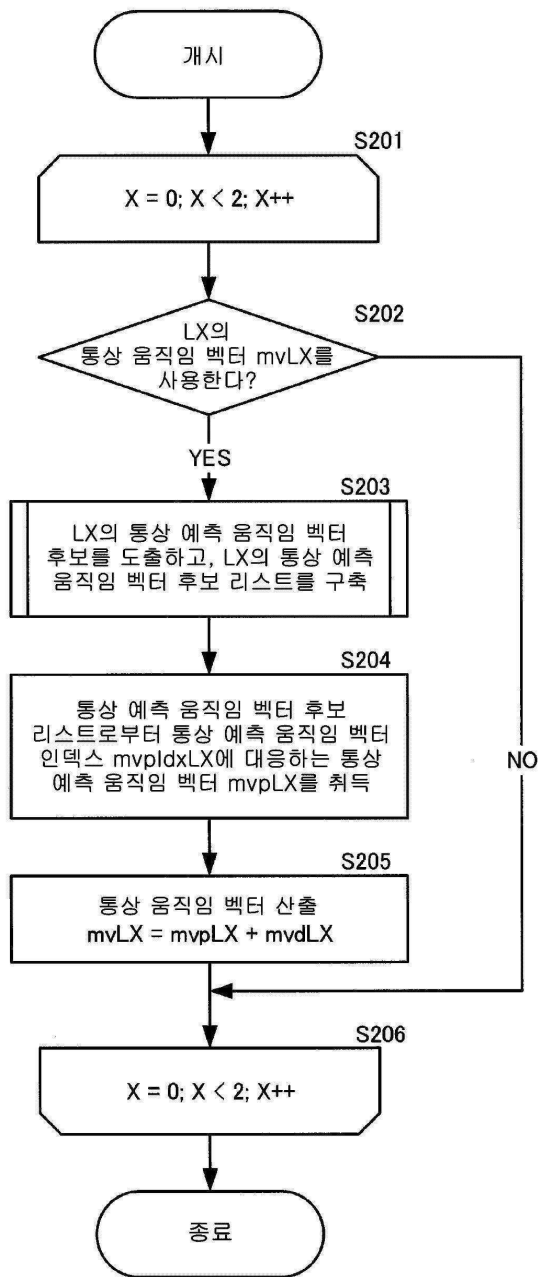 개시
S201
X = 0; X < 2; X++
S202
LX의
통상 움직임 벡터 mvLX를
사용한다?
YES
S203
LX의 통상 예측 움직임 벡터
후보를 도출하고, LX의 통상 예측
움직임 벡터 후보 리스트를 구축
S204
통상 예측 움직임 벡터 후보
리스트로부터 통상 예측 움직임 벡터
인덱스 mvpIdxLX에 대응하는 통상
예측 움직임 벡터 mvpLX를 취득
NO
S205
통상 움직임 벡터 산출
mvLX = mvpLX + mvdLX
S206
X = 0; X < 2; X++
종료